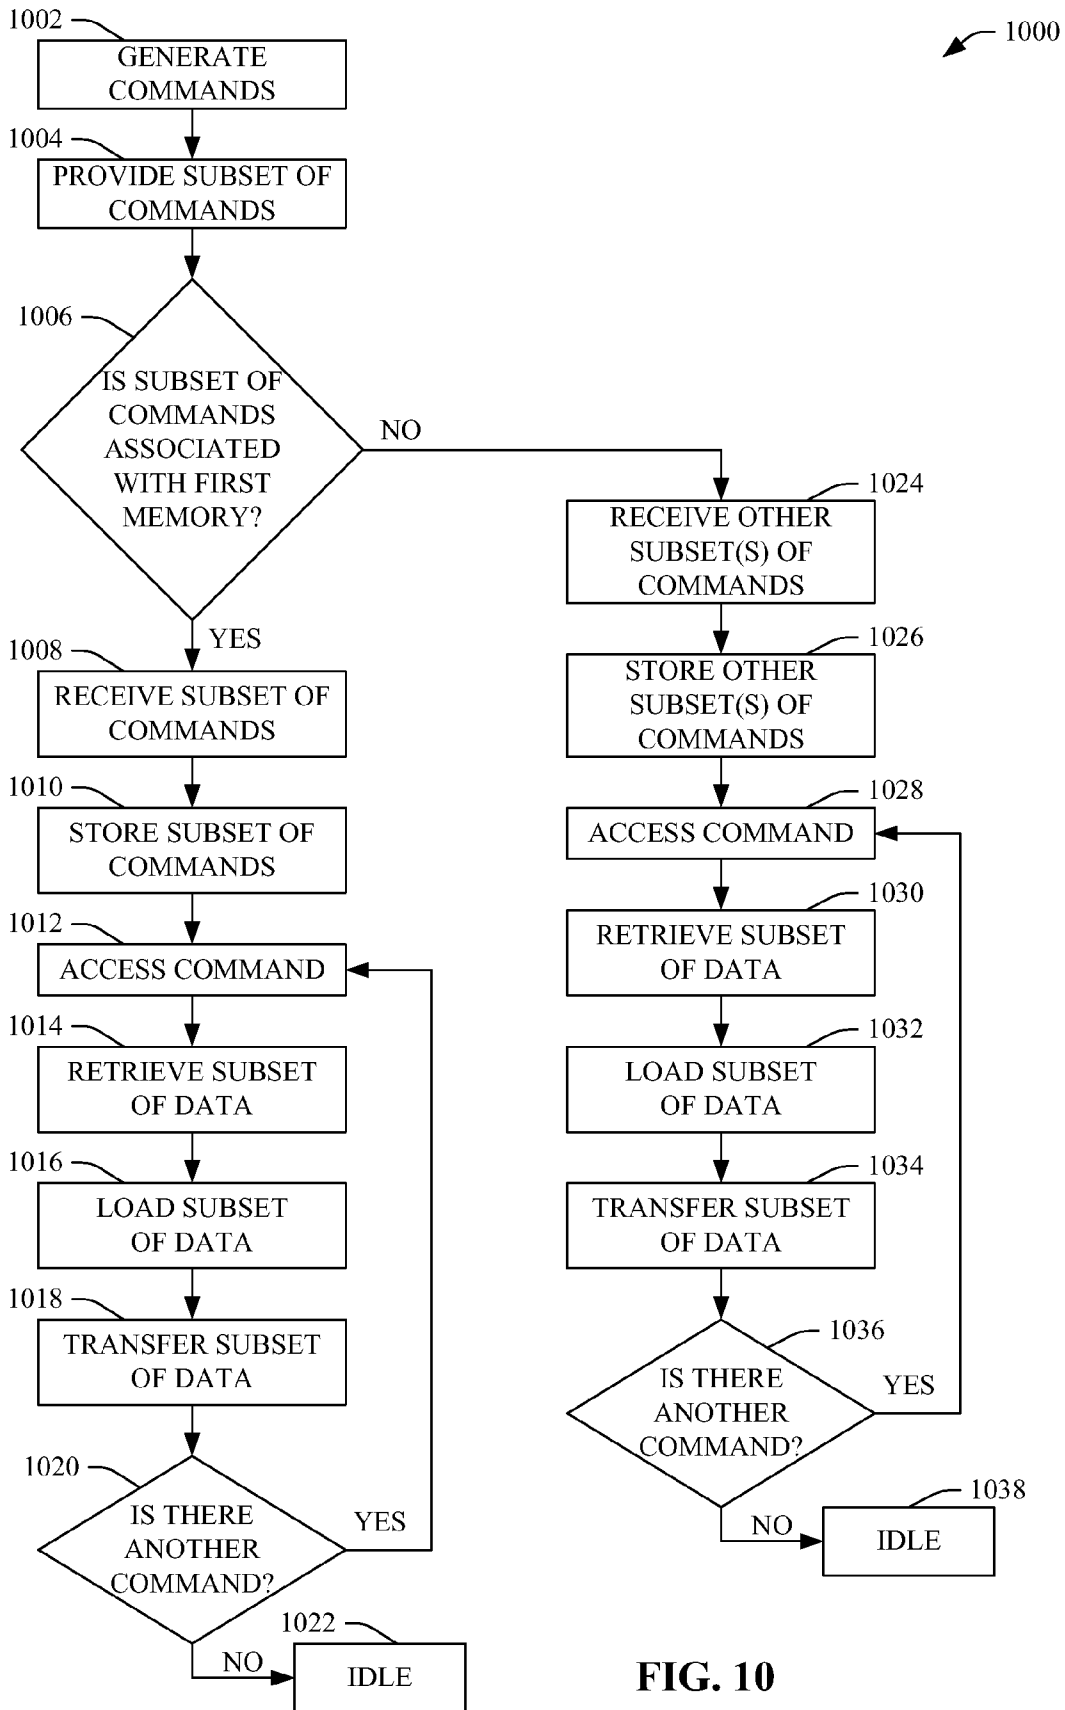 1000
1002
GENERATE
COMMANDS
1004
PROVIDE SUBSET OF
COMMANDS
1006
IS SUBSET OF
COMMANDS
ASSOCIATED
WITH FIRST
MEMORY?
NO
YES
1008
RECEIVE SUBSET OF
COMMANDS
1010
STORE SUBSET OF
COMMANDS
1012
ACCESS COMMAND
1014
RETRIEVE SUBSET
OF DATA
1016
LOAD SUBSET
OF DATA
1018
TRANSFER SUBSET
OF DATA
1020
IS THERE
ANOTHER
COMMAND?
YES
NO
1022
IDLE
1024
RECEIVE OTHER
SUBSET(S) OF
COMMANDS
1026
STORE OTHER
SUBSET(S) OF
COMMANDS
1028
ACCESS COMMAND
1030
RETRIEVE SUBSET
OF DATA
1032
LOAD SUBSET
OF DATA
1034
TRANSFER SUBSET
OF DATA
1036
IS THERE
ANOTHER
COMMAND?
YES
NO
1038
IDLE
FIG. 10